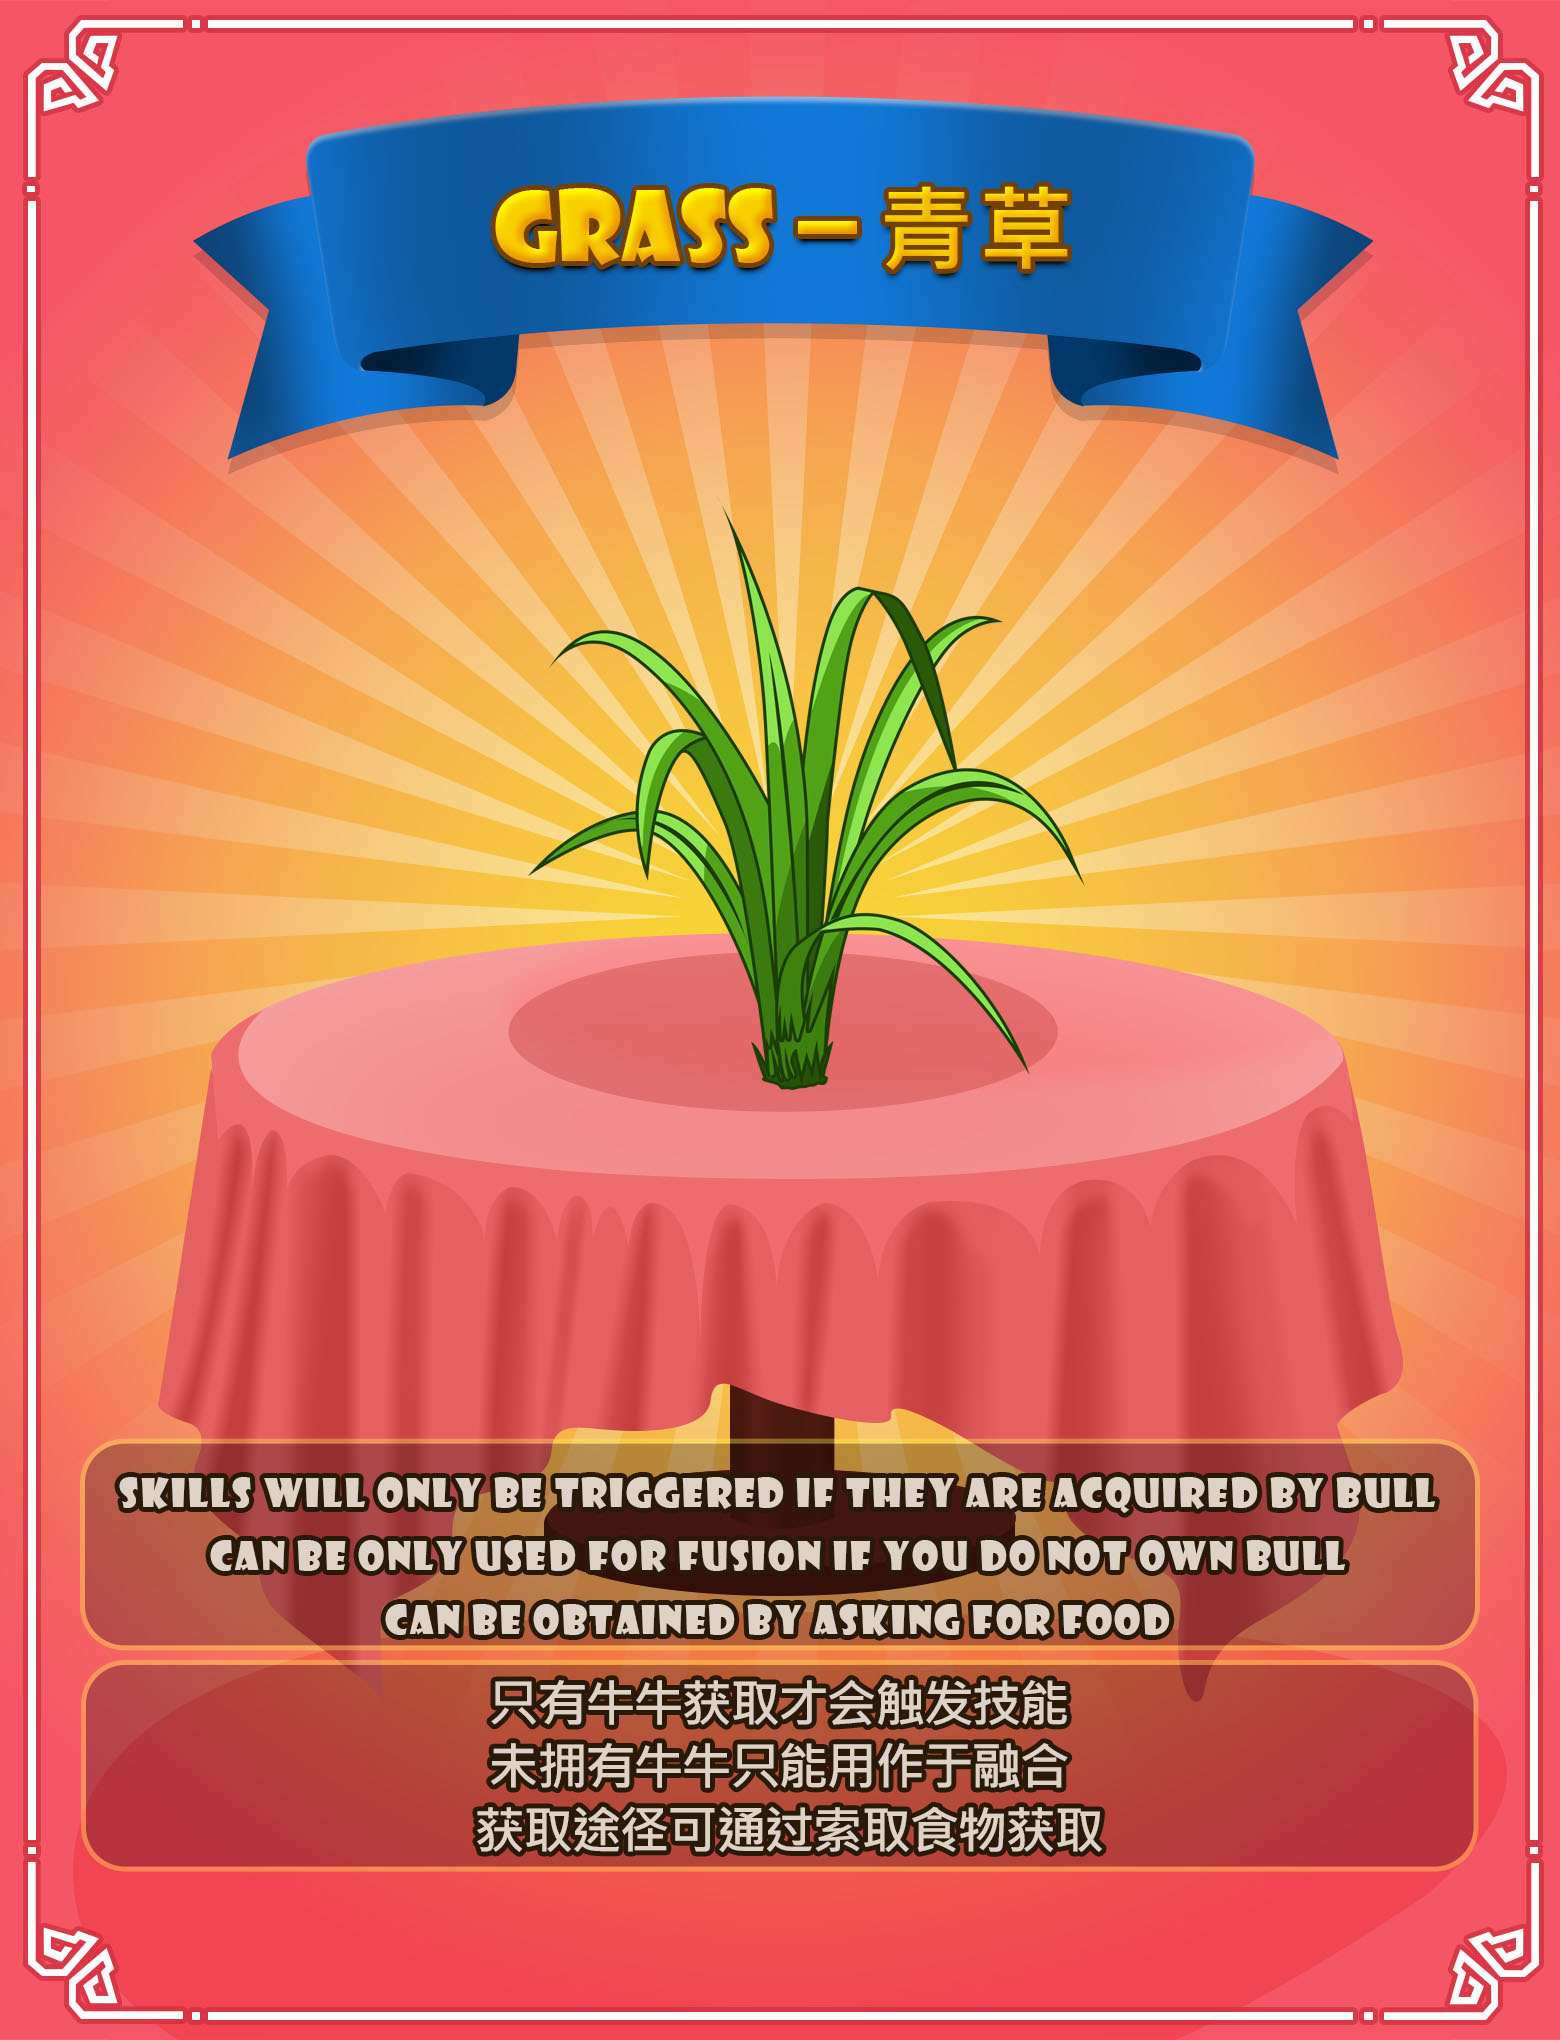 GRASS – 青草
SKILLS WILL ONLY BE TRIGGERED IF THEY ARE ACQUIRED BY BULL
CAN BE ONLY USED FOR FUSION IF YOU DO NOT OWN BULL
CAN BE OBTAINED BY ASKING FOR FOOD
只有牛牛获取才会触发技能
未拥有牛牛只能用作于融合
获取途径可通过索取食物获取